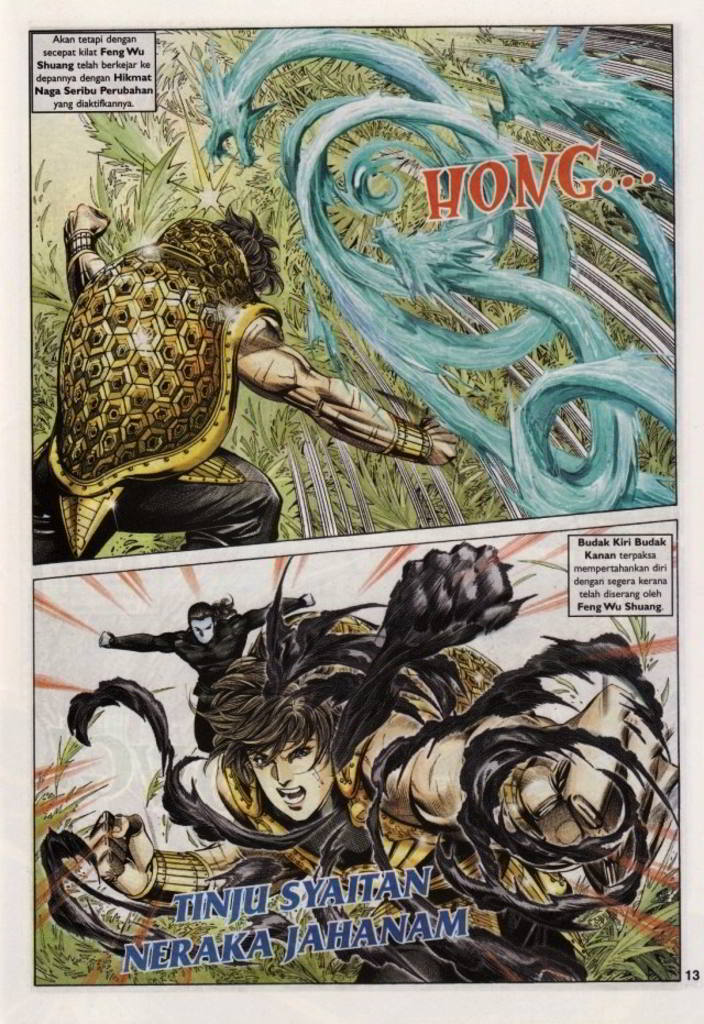 Akan tetapi dengan
secepat kilat Feng Wu
Shuang telah berkejar ke
depannya dengan Hikmat
Naga Seribu Perubahan
yang diaktifkannya.
HONG...
Budak Kiri Budak
Kanan terpaksa
mempertahankan diri
dengan segera kerana
telah diserang oleh
Feng Wu Shuang.
TINJU SYAITAN
NERAKA JAHANAM
13